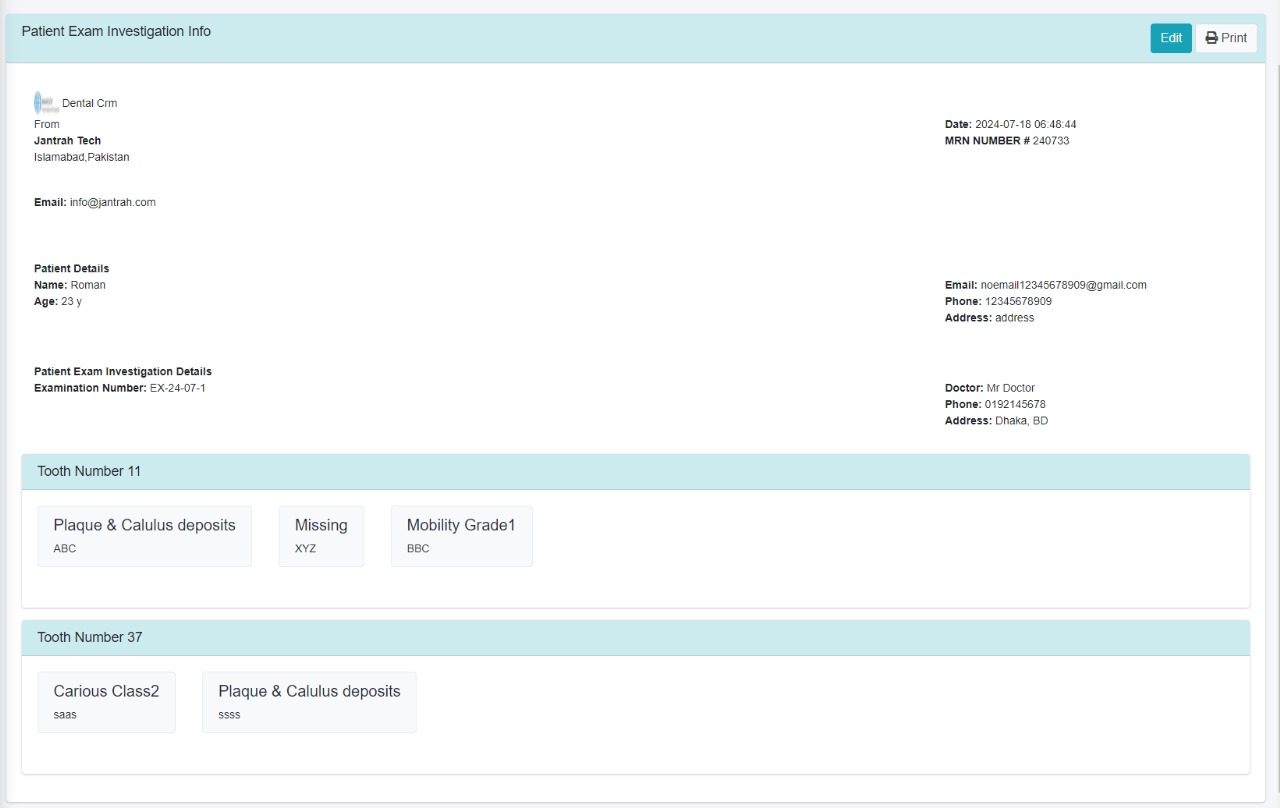 Patient Exam Investigation Info
Edit
Print
Dental Crm
From
Jantrah Tech
Islamabad,Pakistan
Date: 2024-07-18 06:48:44
MRN NUMBER # 240733
Email: info@jantrah.com
Patient Details
Name: Roman
Age: 23 y
Email: noemail12345678909@gmail.com
Phone: 12345678909
Address: address
Patient Exam Investigation Details
Examination Number: EX-24-07-1
Doctor: Mr Doctor
Phone: 0192145678
Address: Dhaka, BD
Tooth Number 11
Plaque & Calulus deposits
ABC
Missing
XYZ
Mobility Grade1
BBC
Tooth Number 37
Carious Class2
saas
Plaque & Calulus deposits
ssss